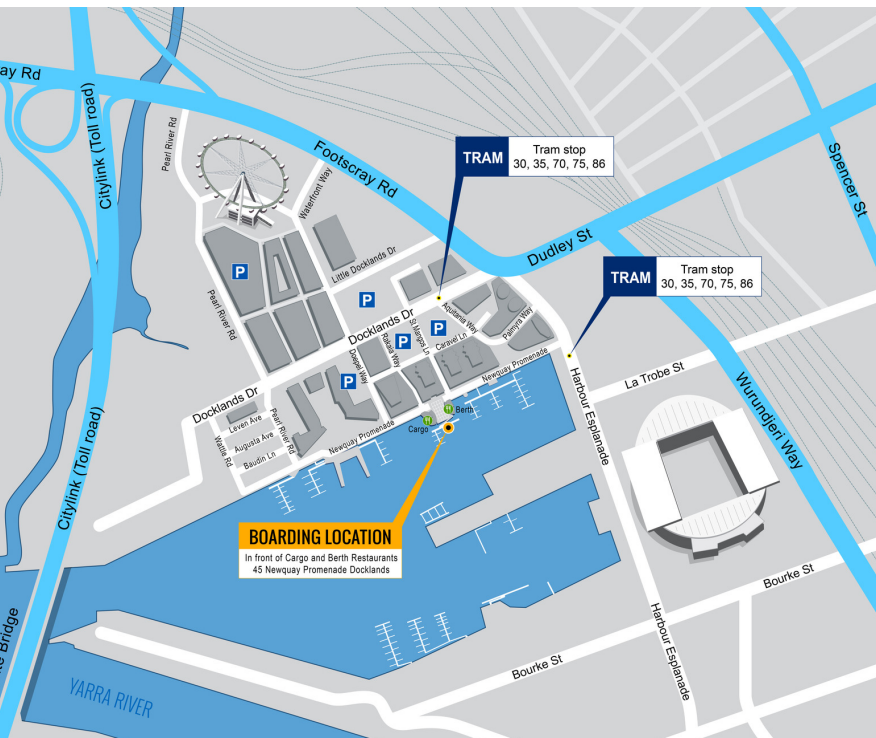 ay Rd
Citylink (Toll road)
Pearl River Rd
Footscray Rd
Waterfront Way
TRAM
Tram stop
30, 35, 70, 75, 86
Spencer St
Dudley St
Little Docklands Dr
P
P
TRAM
Tram stop
30, 35, 70, 75, 86
Pearl River Rd
Docklands Dr
Aquitania Way
Palmyra Way
P
P
St Mangos Ln
Rakaia Way
Caravel Ln
Doepel Way
P
Newquay Promenade
La Trobe St
Harbour Esplanade
Wurundjeri Way
Docklands Dr
Leven Ave
Pearl River Rd
Augusta Ave
Wattle Rd
Baudin Ln
Newquay Promenade
Berth
Cargo
Citylink (Toll road)
BOARDING LOCATION
In front of Cargo and Berth Restaurants
45 Newquay Promenade Docklands
Bourke St
Harbour Esplanade
Bourke St
Bridge
YARRA RIVER